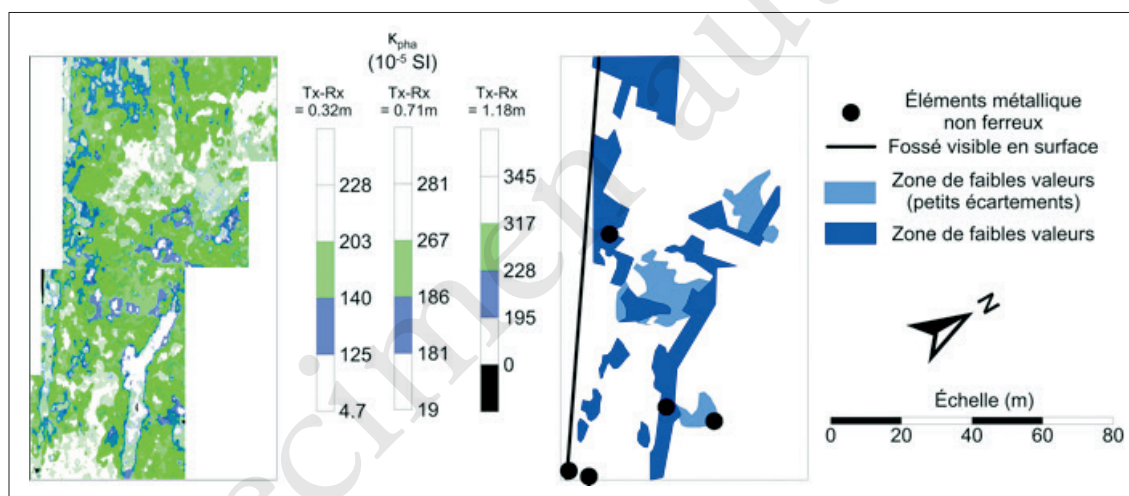 Kpha
(10-5 SI)
Tx-Rx
= 0.32m
Tx-Rx
= 0.71m
Tx-Rx
= 1.18m
228
203
140
125
4.7
281
267
186
181
19
345
317
228
195
0
Éléments métallique
non ferreux
Fossé visible en surface
Zone de faibles valeurs
(petits écartements)
Zone de faibles valeurs
N
Échelle (m)
0 20 40 60 80